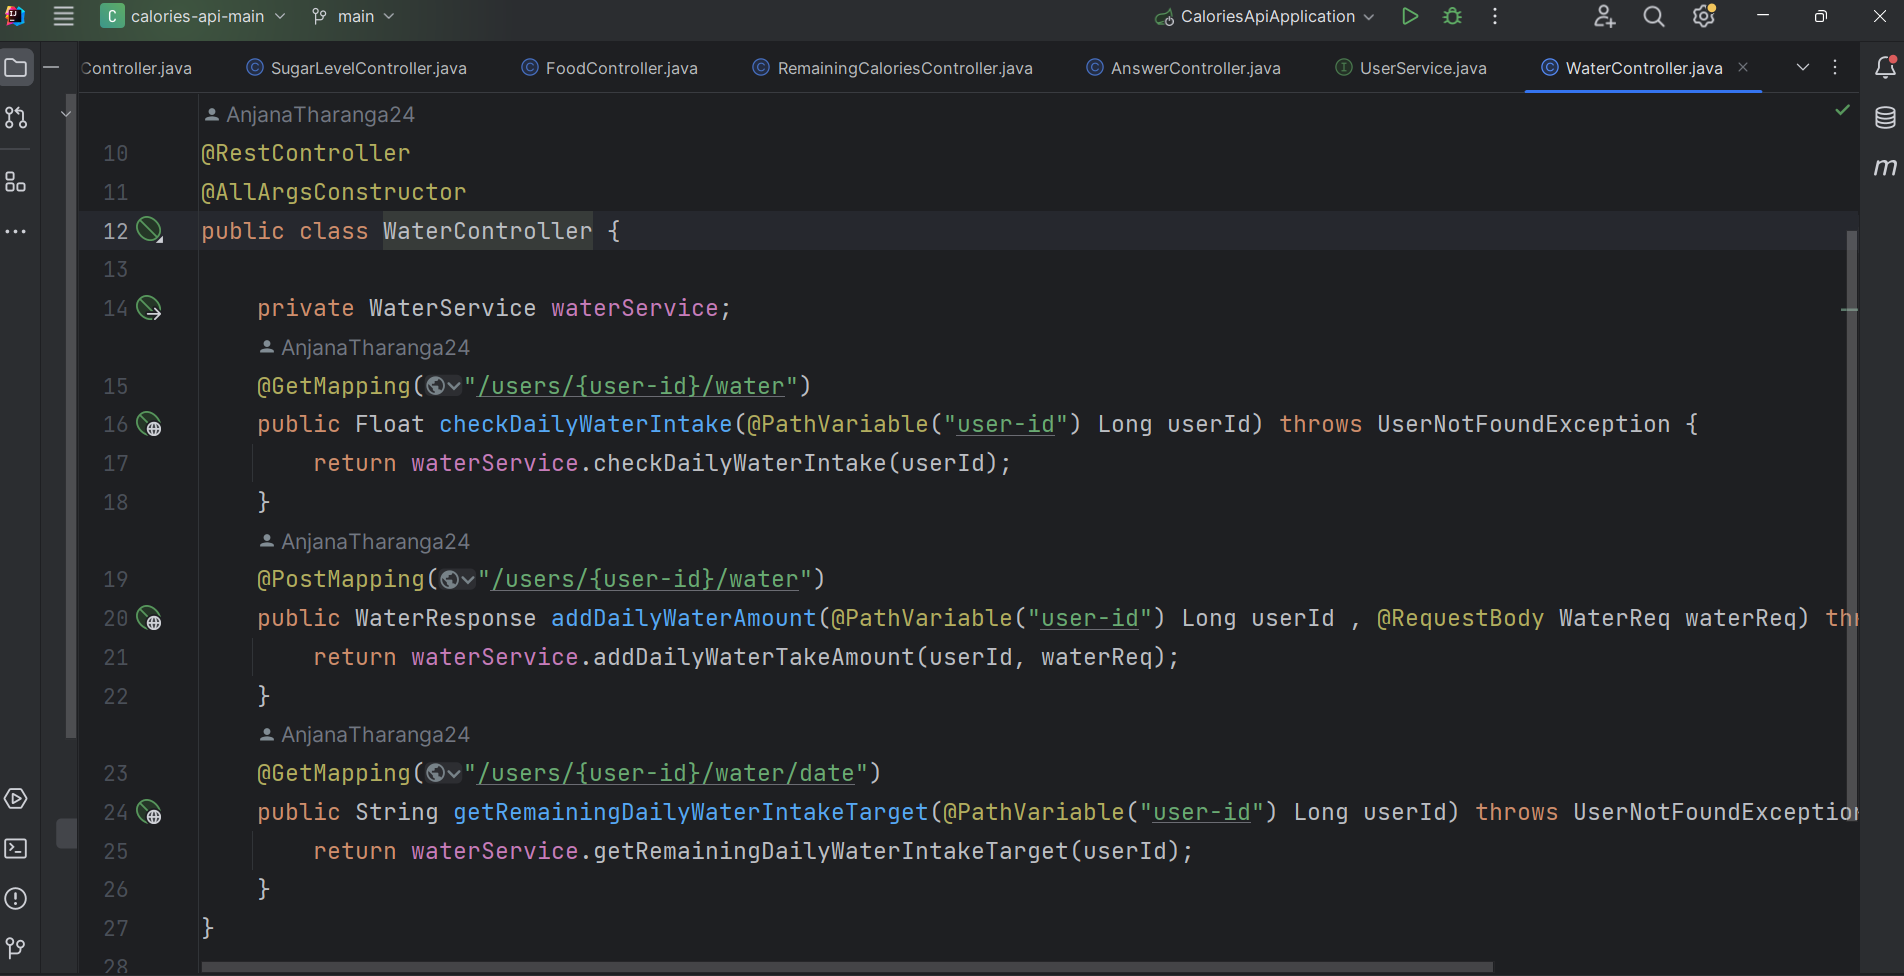 C calories-api-main main CaloriesApiApplication
Controller.java SugarLevelController.java FoodController.java RemainingCaloriesController.java AnswerController.java UserService.java WaterController.java
AnjanaTharanga24
10 @RestController
11 @AllArgsConstructor
12 public class WaterController {
13
14 private WaterService waterService;
AnjanaTharanga24
15 @GetMapping("/users/{user-id}/water")
16 public Float checkDailyWaterIntake(@PathVariable("user-id") Long userId) throws UserNotFoundException {
17 return waterService.checkDailyWaterIntake(userId);
18 }
AnjanaTharanga24
19 @PostMapping("/users/{user-id}/water")
20 public WaterResponse addDailyWaterAmount(@PathVariable("user-id") Long userId , @RequestBody WaterReq waterReq) thr
21 return waterService.addDailyWaterTakeAmount(userId, waterReq);
22 }
AnjanaTharanga24
23 @GetMapping("/users/{user-id}/water/date")
24 public String getRemainingDailyWaterIntakeTarget(@PathVariable("user-id") Long userId) throws UserNotFoundException
25 return waterService.getRemainingDailyWaterIntakeTarget(userId);
26 }
27 }
28